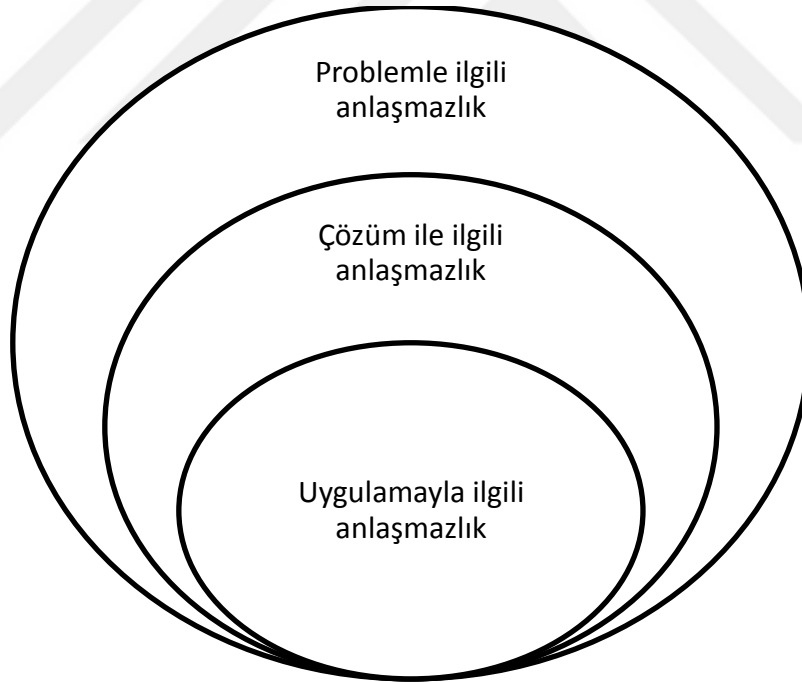 Problemle ilgili
anlaşmazlık
Çözüm ile ilgili
anlaşmazlık
Uygulamayla ilgili
anlaşmazlık